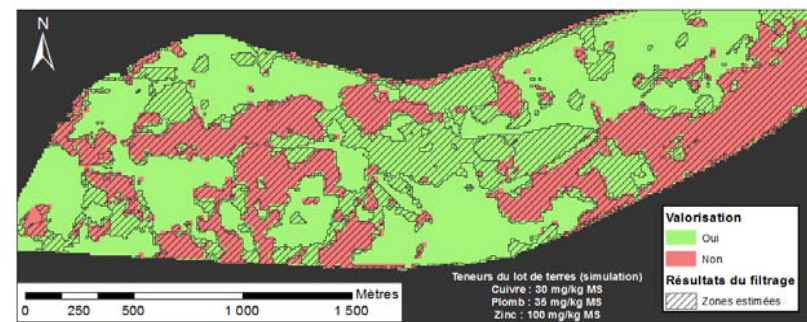 N
Valorisation
Oui
Non
Résultats du filtrage
Zones estimées
Teneurs du lot de terres (simulation)
Cuivre : 30 mg/kg MS
Plomb : 35 mg/kg MS
Zinc : 100 mg/kg MS
Mètres
0 250 500 1 000 1 500